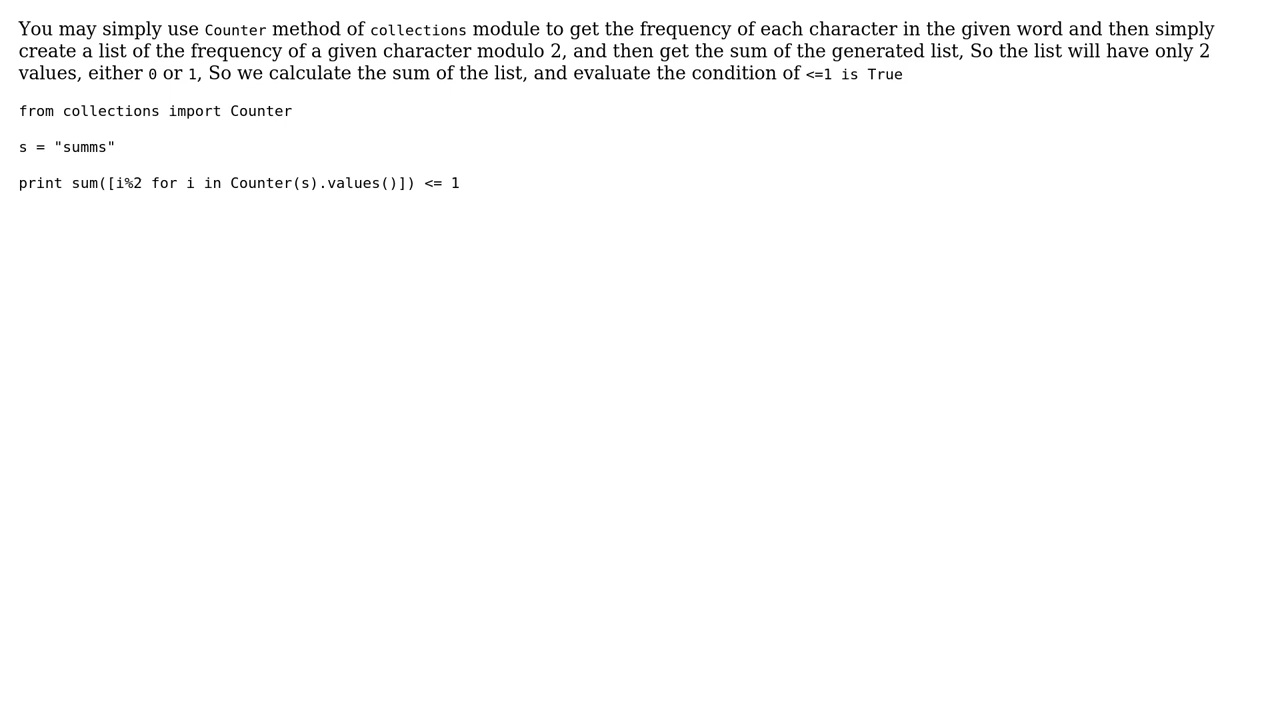 You may simply use Counter method of collections module to get the frequency of each character in the given word and then simply
create a list of the frequency of a given character modulo 2, and then get the sum of the generated list, So the list will have only 2
values, either 0 or 1, So we calculate the sum of the list, and evaluate the condition of <=1 is True
from collections import Counter
s = "summs"
print sum([i%2 for i in Counter(s).values()]) <= 1